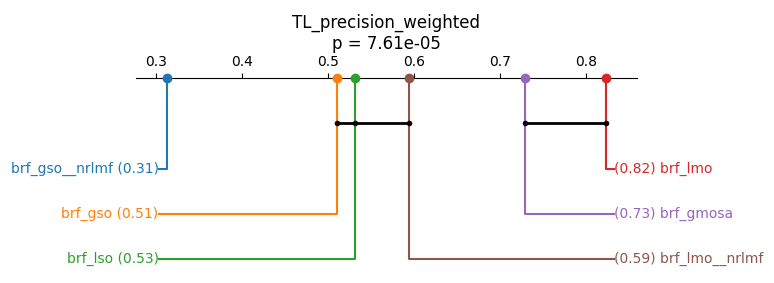 TL_precision_weighted
p = 7.61e-05
0.3 0.4 0.5 0.6 0.7 0.8
brf_gso__nrlmf (0.31) (0.82) brf_lmo
brf_gso (0.51) (0.73) brf_gmosa
brf_lso (0.53) (0.59) brf_lmo__nrlmf